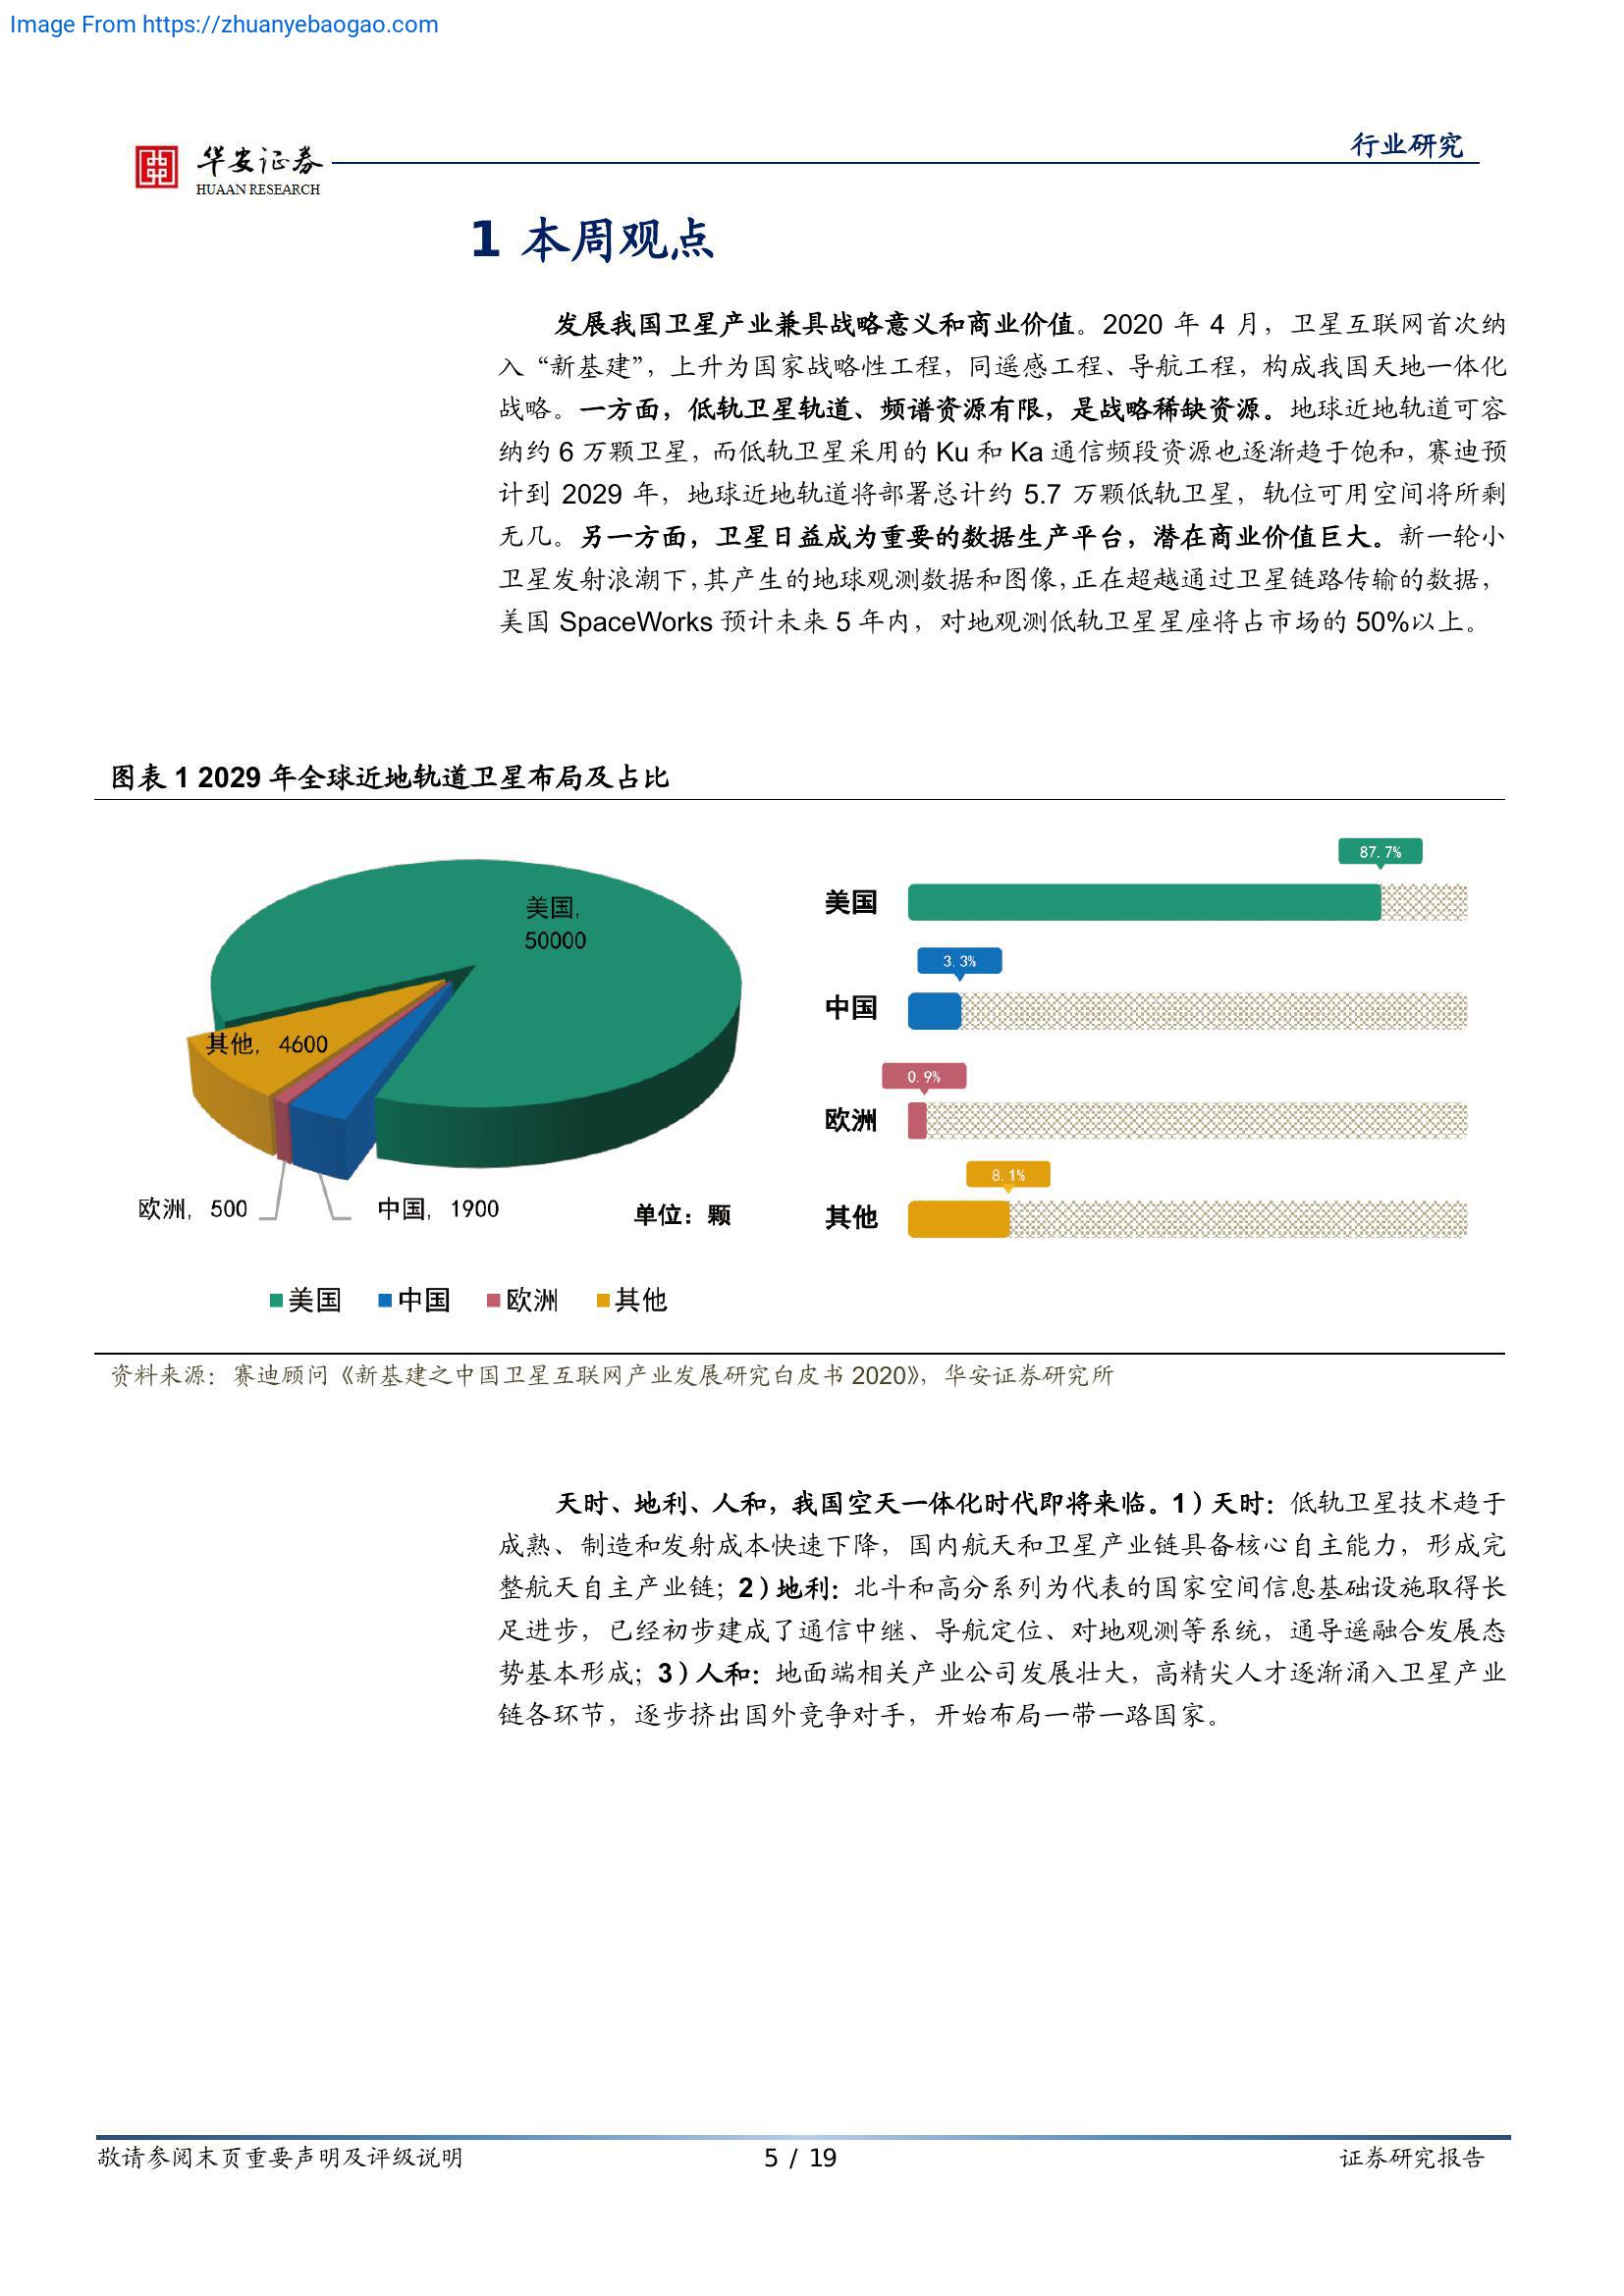 Image From https://zhuanyebaogao.com
华安证券
HUAAN RESEARCH
行业研究
1 本周观点
发展我国卫星产业兼具战略意义和商业价值。2020 年 4 月，卫星互联网首次纳
入“新基建”，上升为国家战略性工程，同遥感工程、导航工程，构成我国天地一体化
战略。一方面，低轨卫星轨道、频谱资源有限，是战略稀缺资源。地球近地轨道可容
纳约 6 万颗卫星，而低轨卫星采用的 Ku 和 Ka 通信频段资源也逐渐趋于饱和，赛迪预
计到 2029 年，地球近地轨道将部署总计约 5.7 万颗低轨卫星，轨位可用空间将所剩
无几。另一方面，卫星日益成为重要的数据生产平台，潜在商业价值巨大。新一轮小
卫星发射浪潮下，其产生的地球观测数据和图像，正在超越通过卫星链路传输的数据，
美国 SpaceWorks 预计未来 5 年内，对地观测低轨卫星星座将占市场的 50%以上。
图表 1 2029 年全球近地轨道卫星布局及占比
美国,
50000
其他, 4600
欧洲, 500
中国, 1900
单位：颗
美国 中国 欧洲 其他
87.7%
美国
3.3%
中国
0.9%
欧洲
8.1%
其他
资料来源：赛迪顾问《新基建之中国卫星互联网产业发展研究白皮书 2020》，华安证券研究所
天时、地利、人和，我国空天一体化时代即将来临。1）天时：低轨卫星技术趋于
成熟、制造和发射成本快速下降，国内航天和卫星产业链具备核心自主能力，形成完
整航天自主产业链；2）地利：北斗和高分系列为代表的国家空间信息基础设施取得长
足进步，已经初步建成了通信中继、导航定位、对地观测等系统，通导遥融合发展态
势基本形成；3）人和：地面端相关产业公司发展壮大，高精尖人才逐渐涌入卫星产业
链各环节，逐步挤出国外竞争对手，开始布局一带一路国家。
敬请参阅末页重要声明及评级说明
5 / 19
证券研究报告